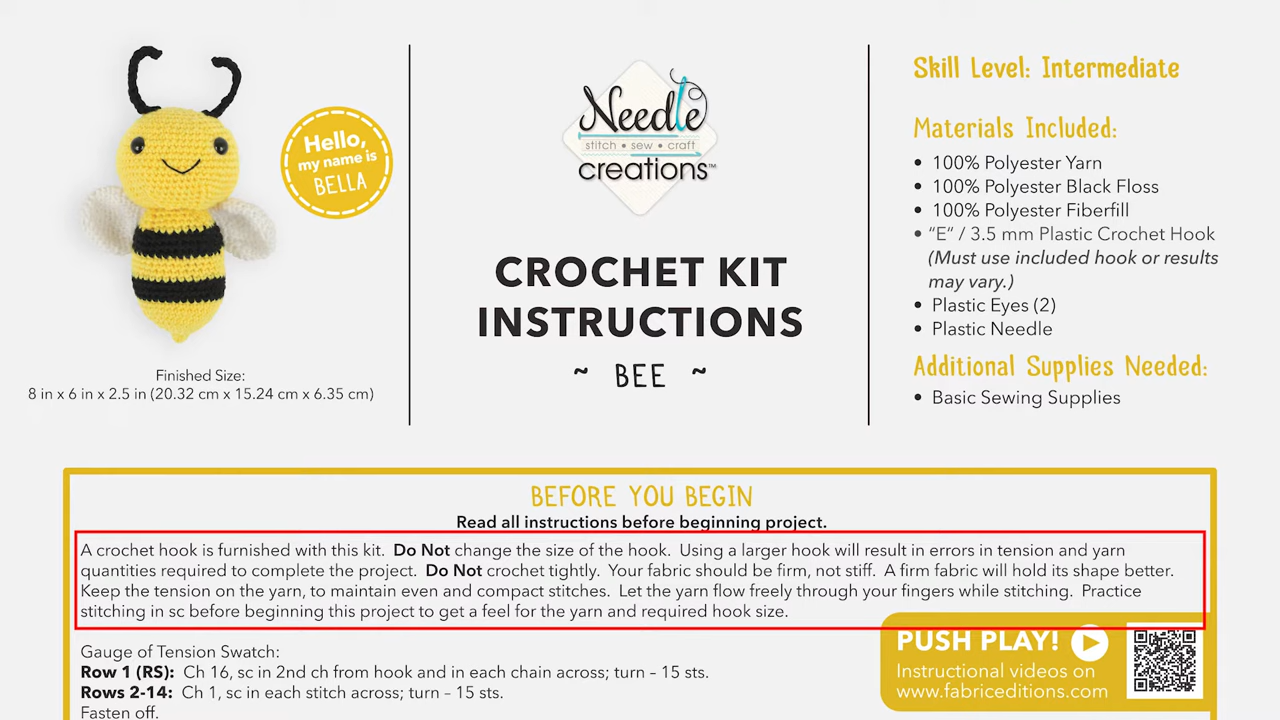 Hello,
my name is
BELLA
Finished Size:
8 in x 6 in x 2.5 in (20.32 cm x 15.24 cm x 6.35 cm)
Needle
stitch • sew • craft
creations™
CROCHET KIT
INSTRUCTIONS
~ BEE ~
Skill Level: Intermediate
Materials Included:
• 100% Polyester Yarn
• 100% Polyester Black Floss
• 100% Polyester Fiberfill
• “E” / 3.5 mm Plastic Crochet Hook
(Must use included hook or results
may vary.)
• Plastic Eyes (2)
• Plastic Needle
Additional Supplies Needed:
• Basic Sewing Supplies
BEFORE YOU BEGIN
Read all instructions before beginning project.
A crochet hook is furnished with this kit. Do Not change the size of the hook. Using a larger hook will result in errors in tension and yarn
quantities required to complete the project. Do Not crochet tightly. Your fabric should be firm, not stiff. A firm fabric will hold its shape better.
Keep the tension on the yarn, to maintain even and compact stitches. Let the yarn flow freely through your fingers while stitching. Practice
stitching in sc before beginning this project to get a feel for the yarn and required hook size.
Gauge of Tension Swatch:
Row 1 (RS): Ch 16, sc in 2nd ch from hook and in each chain across; turn – 15 sts.
Rows 2-14: Ch 1, sc in each stitch across; turn – 15 sts.
Fasten off.
PUSH PLAY!
Instructional videos on
www.fabriceditions.com